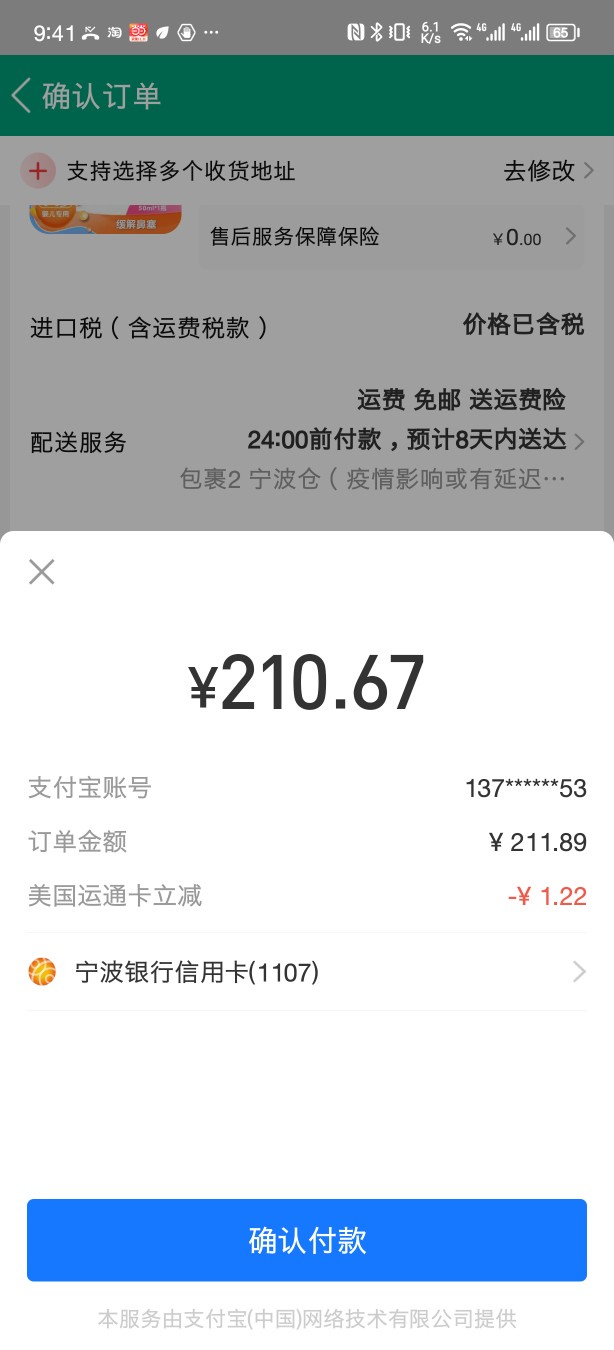 9:41
淘
6.1
K/s
4G
4G
65
确认订单
支持选择多个收货地址
去修改
婴儿专用
缓解鼻塞
售后服务保障保险
¥0.00
进口税（含运费税款）
价格已含税
运费 免邮 送运费险
配送服务
24:00前付款，预计8天内送达
包裹2 宁波仓（疫情影响或有延迟…
¥210.67
支付宝账号
137******53
订单金额
¥ 211.89
美国运通卡立减
-¥ 1.22
宁波银行信用卡(1107)
确认付款
本服务由支付宝(中国)网络技术有限公司提供